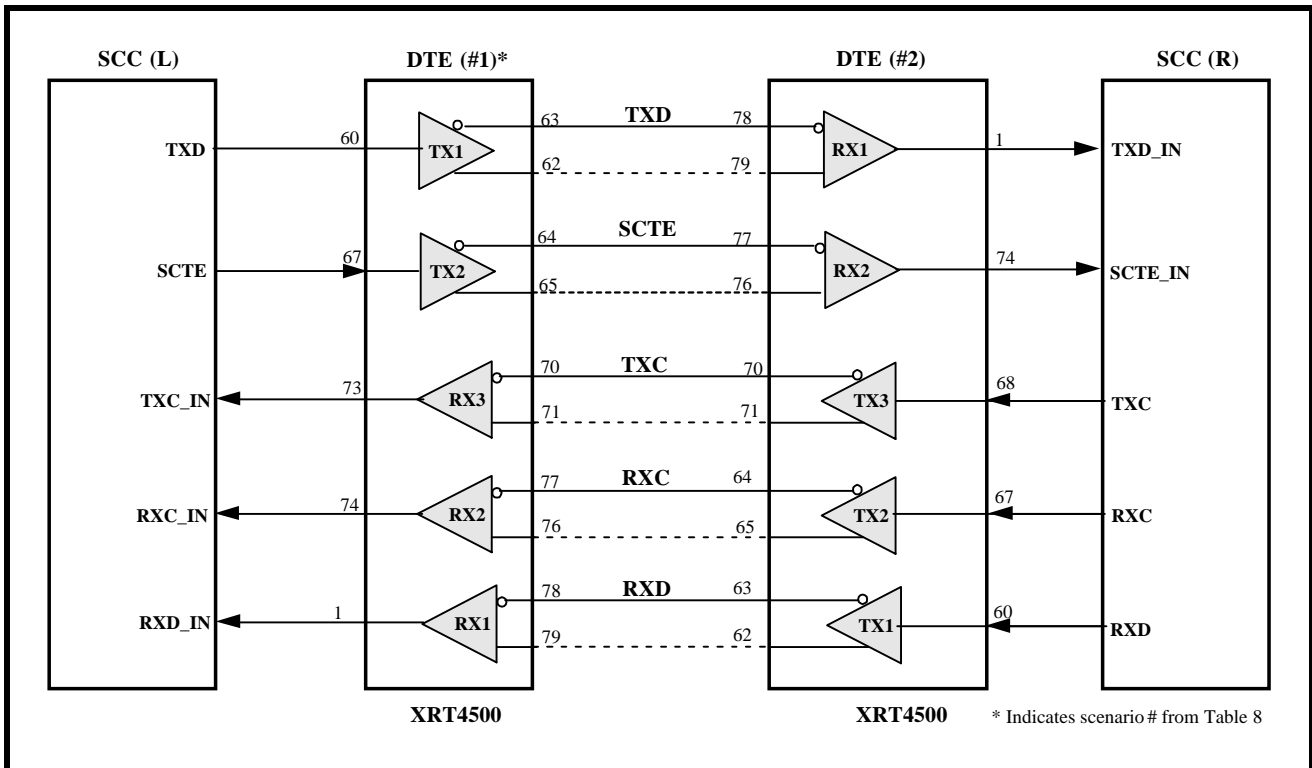 SCC (L) DTE (#1)* DTE (#2) SCC (R)
63 TXD 78
TXD 60 TX1 RX1 1 TXD_IN
62 79
64 SCTE 77
SCTE 67 TX2 RX2 74 SCTE_IN
65 76
70 TXC 70
TXC_IN 73 RX3 TX3 68 TXC
71 71
77 RXC 64
RXC_IN 74 RX2 TX2 67 RXC
76 65
78 RXD 63
RXD_IN 1 RX1 TX1 60 RXD
79 62
XRT4500 XRT4500 * Indicates scenario # from Table 8